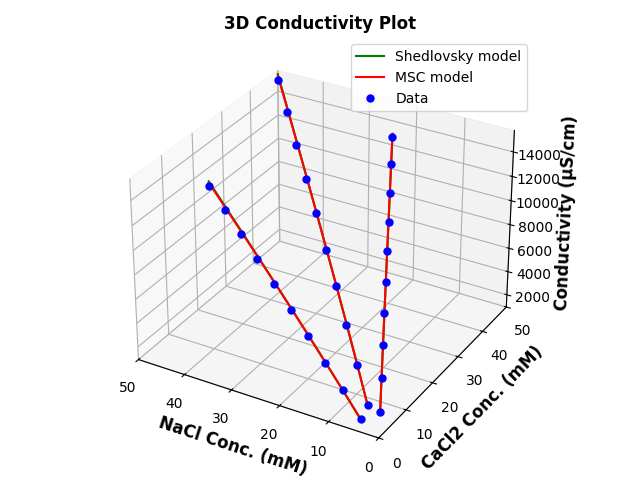 3D Conductivity Plot
Shedlovsky model
MSC model
Data
14000
12000
10000
8000
6000
4000
2000
Conductivity (µS/cm)
50
40
30
20
10
0
NaCl Conc. (mM)
0
10
20
30
40
50
CaCl2 Conc. (mM)